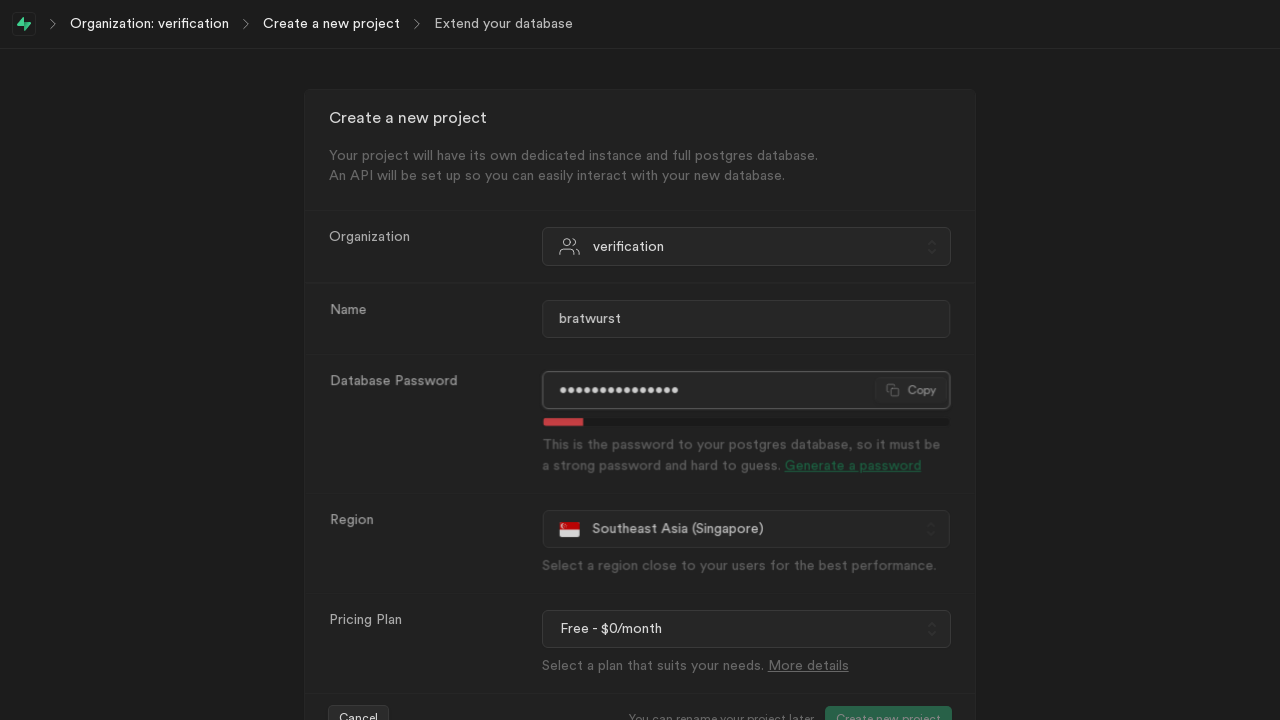 Organization: verification
Create a new project
Extend your database
Create a new project
Your project will have its own dedicated instance and full postgres database.
An API will be set up so you can easily interact with your new database.
Organization
verification
Name
bratwurst
Database Password
•••••••••••••••
Copy
This is the password to your postgres database, so it must be
a strong password and hard to guess. Generate a password
Region
Southeast Asia (Singapore)
Select a region close to your users for the best performance.
Pricing Plan
Free - $0/month
Select a plan that suits your needs. More details
Cancel
You can rename your project later
Create new project